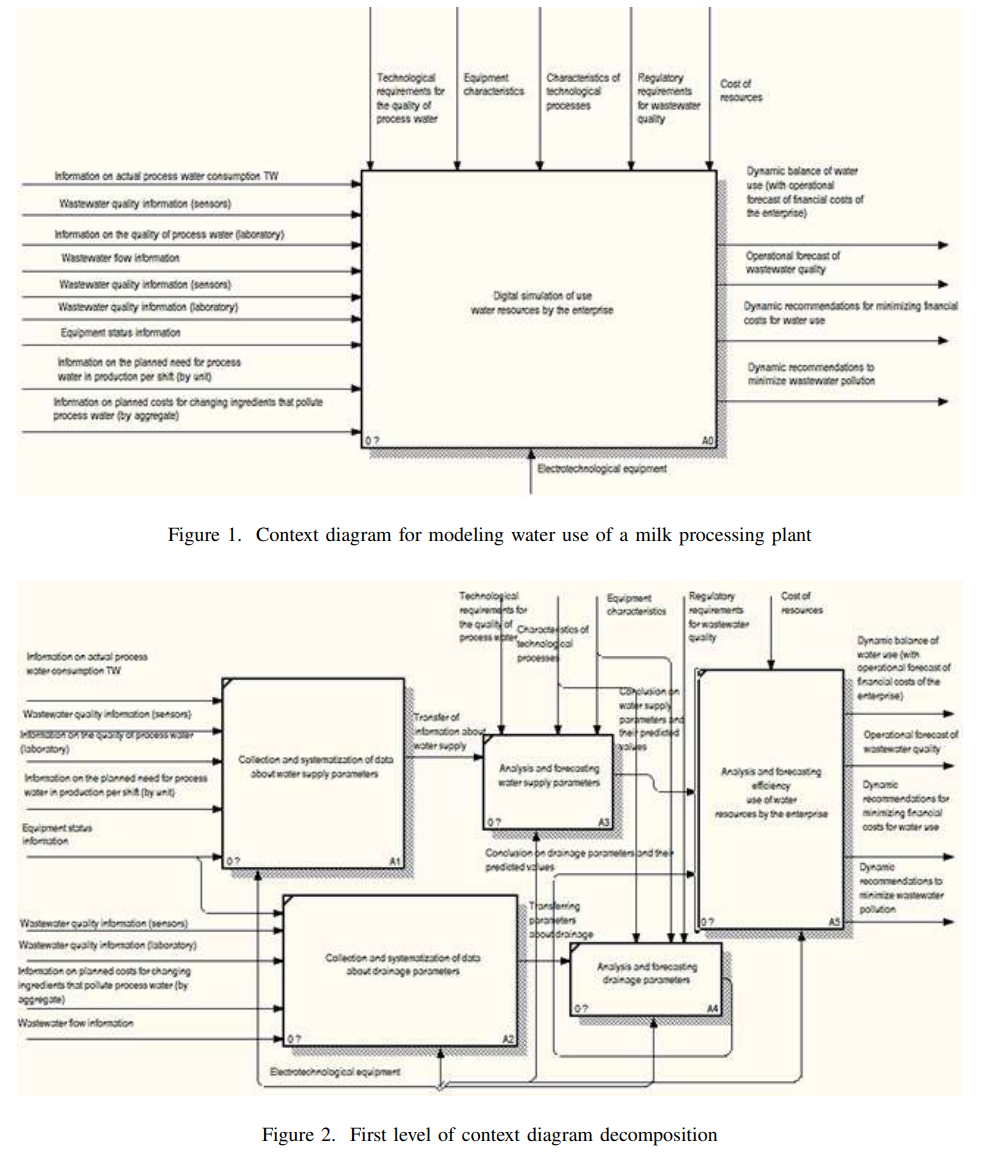 Technological
requirements for
the quality of
process water
Equipment
characteristics
Characteristics of
technological
processes
Regulatory
requirements
for wastewater
quality
Cost of
resources
Information on actual process water consumption TW
Wastewater quality information (sensors)
Information on the quality of process water (laboratory)
Wastewater flow information
Wastewater quality information (sensors)
Wastewater quality information (laboratory)
Equipment status information
Information on the planned need for process
water in production per shift (by unit)
Information on planned costs for changing ingredients that pollute
process water (by aggregate)
Digital simulation of use
water resources by the enterprise
0 ?
A0
Dynamic balance of water
use (with operational
forecast of financial costs of
the enterprise)
Operational forecast of
wastewater quality
Dynamic recommendations for minimizing financial
costs for water use
Dynamic recommendations to
minimize wastewater pollution
Electrotechnological equipment
Figure 1. Context diagram for modeling water use of a milk processing plant
Technological
requirements for
the quality of
process water
Characteristics of
technological
processes
Equipment
characteristics
Regulatory
requirements
for wastewater
quality
Cost of
resources
Information on actual process
water consumption TW
Wastewater quality information (sensors)
Information on the quality of process water
(laboratory)
Information on the planned need for process
water in production per shift (by unit)
Equipment status
information
Collection and systematization of data
about water supply parameters
0 ?
A1
Transfer of
information about
water supply
Analysis and forecasting
water supply parameters
0 ?
A3
Conclusion on
water supply
parameters and
their predicted
values
Analysis and forecasting
efficiency
use of water
resources by the enterprise
0 ?
A5
Dynamic balance of
water use (with
operational forecast of
financial costs of the
enterprise)
Operational forecast of
wastewater quality
Dynamic
recommendations for
minimizing financial
costs for water use
Dynamic
recommendations to
minimize wastewater
pollution
Conclusion on drainage parameters and their
predicted values
Wastewater quality information (sensors)
Wastewater quality information (laboratory)
Information on planned costs for changing
ingredients that pollute process water (by
aggregate)
Wastewater flow information
Collection and systematization of data
about drainage parameters
0 ?
A2
Transferring
parameters
about drainage
Analysis and forecasting
drainage parameters
0 ?
A4
Electrotechnological equipment
Figure 2. First level of context diagram decomposition